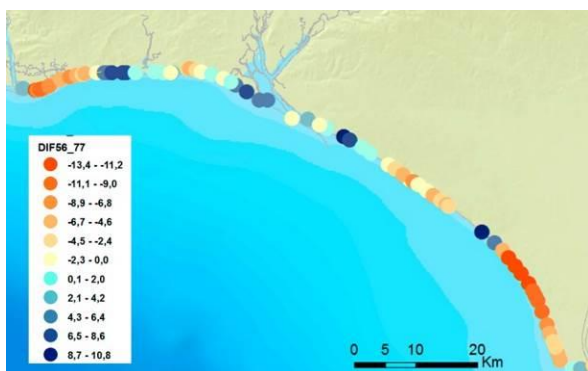 DIF56_77
-13,4 - -11,2
-11,1 - -9,0
-8,9 - -6,8
-6,7 - -4,6
-4,5 - -2,4
-2,3 - 0,0
0,1 - 2,0
2,1 - 4,2
4,3 - 6,4
6,5 - 8,6
8,7 - 10,8
0 5 10 20
Km